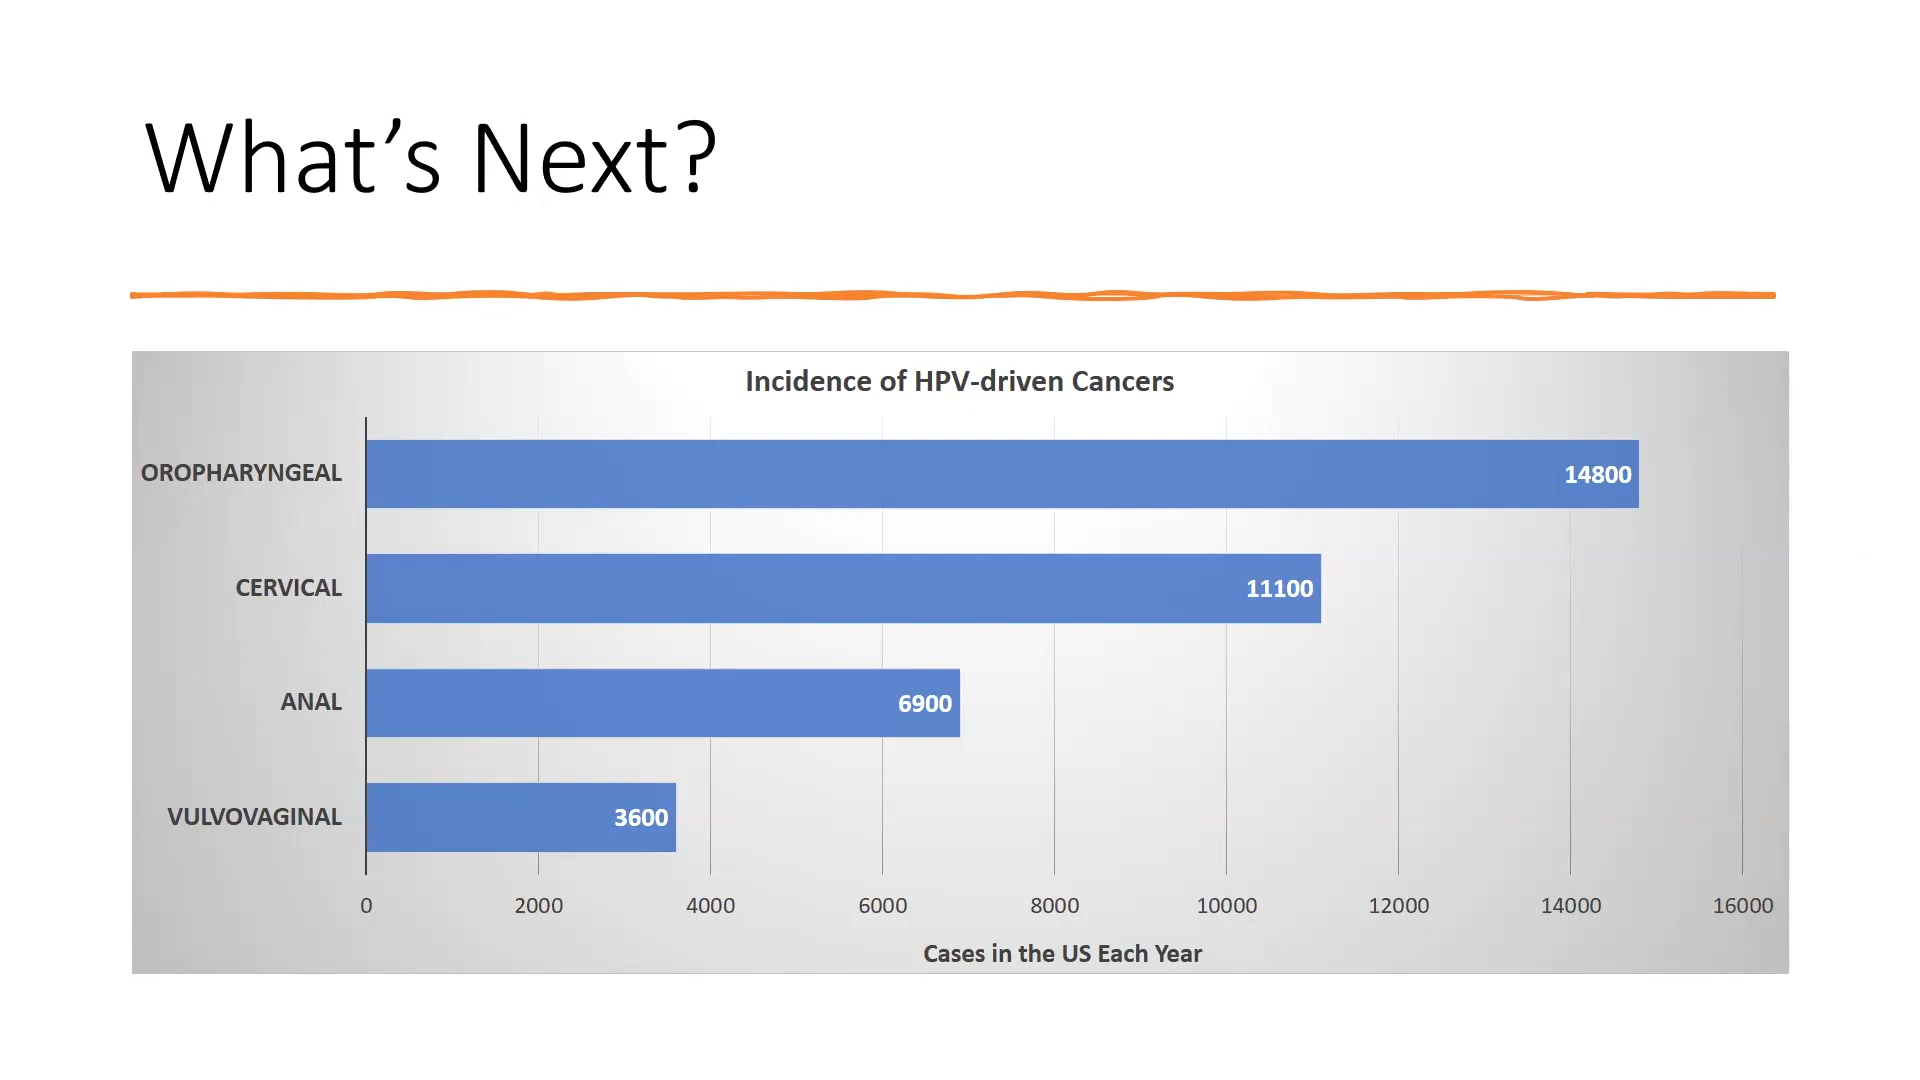 What’s Next?
Incidence of HPV-driven Cancers
OROPHARYNGEAL 14800
CERVICAL 11100
ANAL 6900
VULVOVAGINAL 3600
0 2000 4000 6000 8000 10000 12000 14000 16000
Cases in the US Each Year